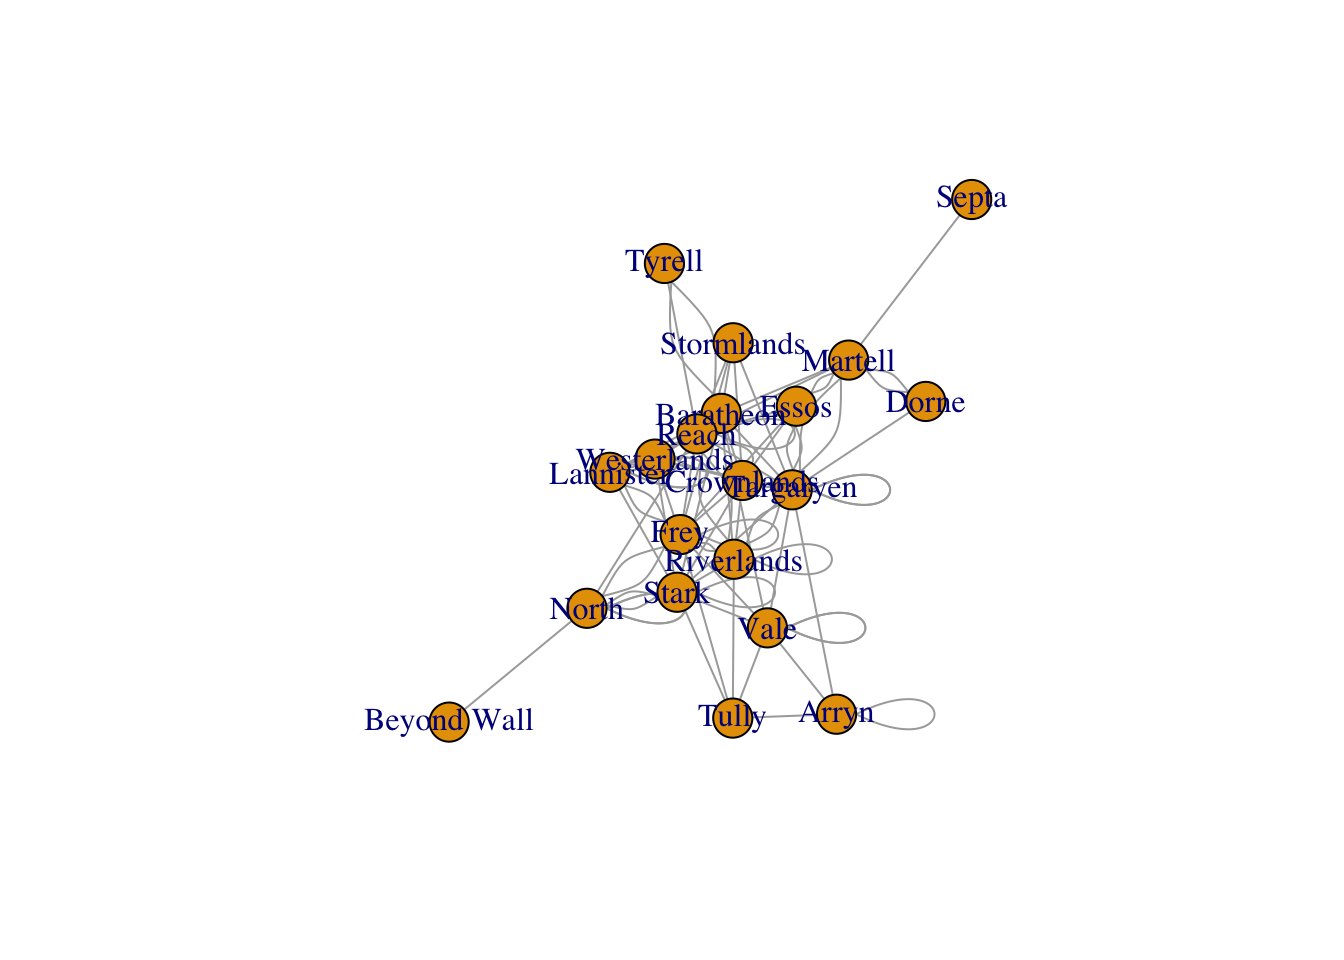 Septa
Tyrell
Stormlands
Martell
Essos
Dorne
Baratheon
Reach
Westerlands
Lannister
Crownlands
Targaryen
Frey
Riverlands
Stark
North
Vale
Tully
Arryn
Beyond Wall